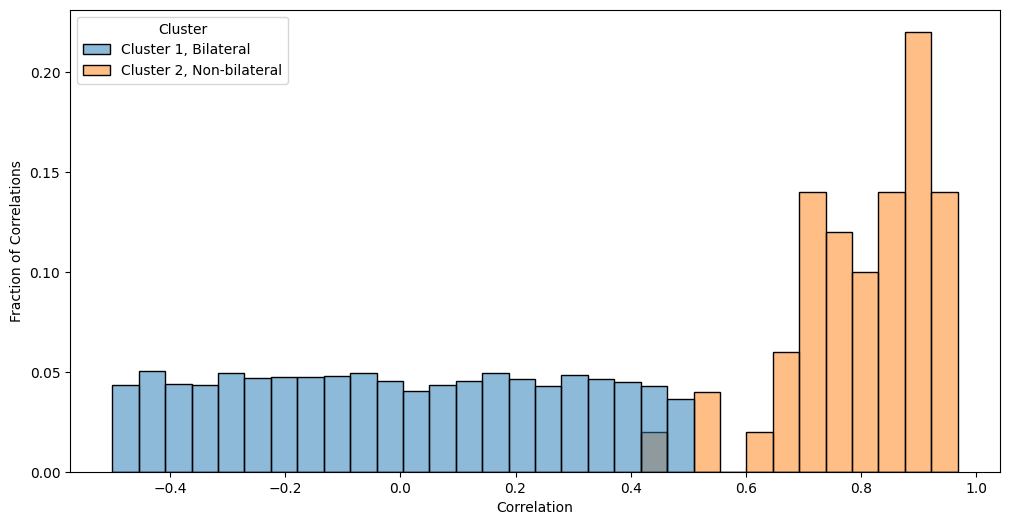 Cluster
Cluster 1, Bilateral
Cluster 2, Non-bilateral
Fraction of Correlations
0.20
0.15
0.10
0.05
0.00
−0.4
−0.2
0.0
0.2
0.4
0.6
0.8
1.0
Correlation